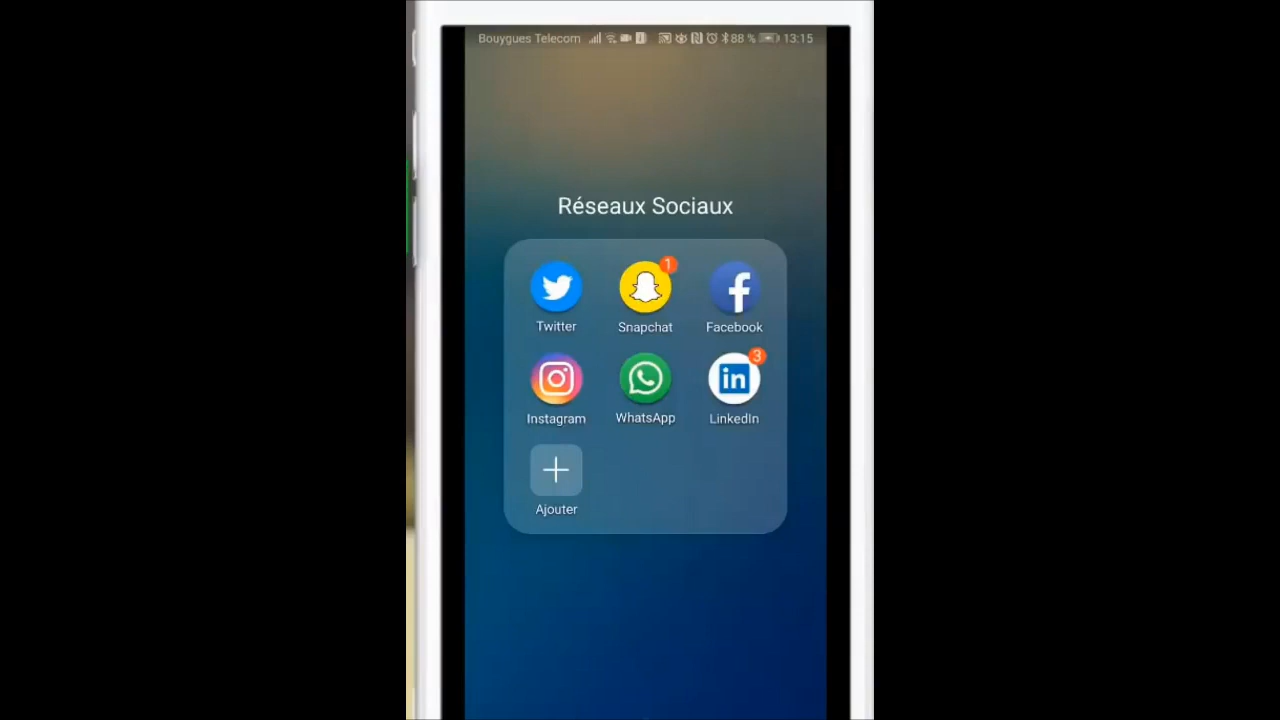 Bouygues Telecom 88 % 13:15
Réseaux Sociaux
1
Twitter Snapchat Facebook
3
Instagram WhatsApp LinkedIn
Ajouter